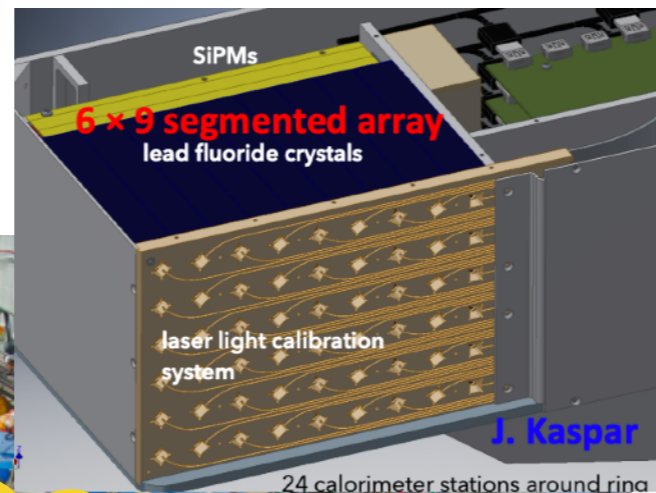 SiPMs
6 × 9 segmented array
lead fluoride crystals
laser light calibration
system
J. Kaspar
24 calorimeter stations around ring